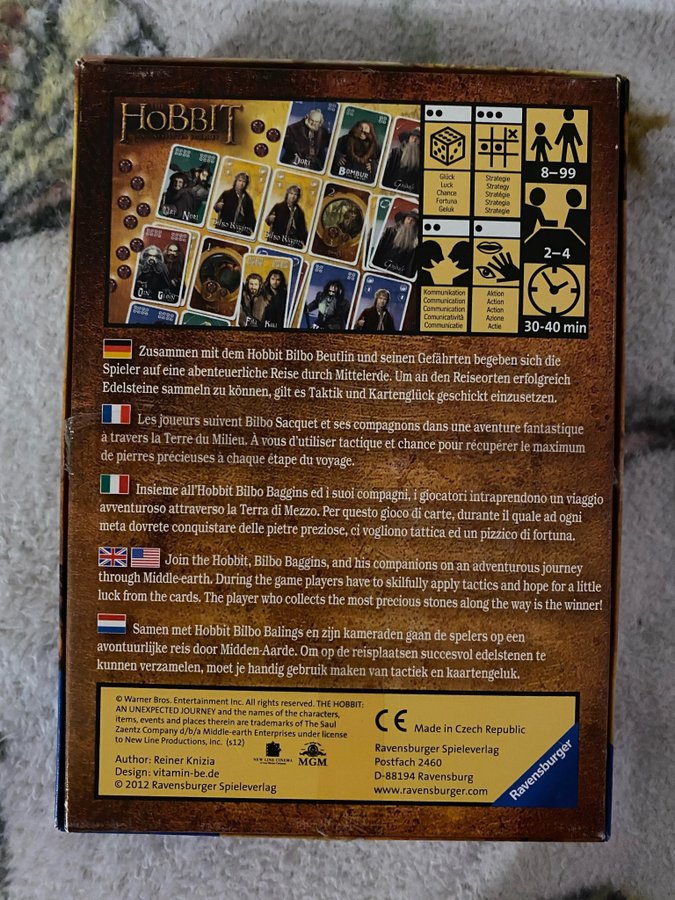 THE
HOBBIT
AN UNEXPECTED JOURNEY
DORI
BOMBUR
ORI NORI
BILBO BAGGINS
BILBO BAGGINS
GANDALF
OIN GLOIN
FILI KILI
Glück
Luck
Chance
Fortuna
Geluk
Strategie
Strategy
Stratégie
Strategia
Strategie
8–99
2–4
Kommunikation
Communication
Communication
Comunicatività
Communicatie
Aktion
Action
Action
Azione
Actie
30-40 min
Zusammen mit dem Hobbit Bilbo Beutlin und seinen Gefährten begeben sich die
Spieler auf eine abenteuerliche Reise durch Mittelerde. Um an den Reiseorten erfolgreich
Edelsteine sammeln zu können, gilt es Taktik und Kartenglück geschickt einzusetzen.
Les joueurs suivent Bilbo Sacquet et ses compagnons dans une aventure fantastique
à travers la Terre du Milieu. À vous d'utiliser tactique et chance pour récupérer le maximum
de pierres précieuses à chaque étape du voyage.
Insieme all'Hobbit Bilbo Baggins ed i suoi compagni, i giocatori intraprendono un viaggio
avventuroso attraverso la Terra di Mezzo. Per questo gioco di carte, durante il quale ad ogni
meta dovrete conquistare delle pietre preziose, ci vogliono tattica ed un pizzico di fortuna.
Join the Hobbit, Bilbo Baggins, and his companions on an adventurous journey
through Middle-earth. During the game players have to skilfully apply tactics and hope for a little
luck from the cards. The player who collects the most precious stones along the way is the winner!
Samen met Hobbit Bilbo Balings en zijn kameraden gaan de spelers op een
avontuurlijke reis door Midden-Aarde. Om op de reisplaatsen succesvol edelstenen te
kunnen verzamelen, moet je handig gebruik maken van tactiek en kaartengeluk.
© Warner Bros. Entertainment Inc. All rights reserved. THE HOBBIT:
AN UNEXPECTED JOURNEY and the names of the characters,
items, events and places therein are trademarks of The Saul
Zaentz Company d/b/a Middle-earth Enterprises under license
to New Line Productions, Inc. (s12)
NEW LINE CINEMA
MGM
Author: Reiner Knizia
Design: vitamin-be.de
© 2012 Ravensburger Spieleverlag
CE Made in Czech Republic
Ravensburger Spieleverlag
Postfach 2460
D-88194 Ravensburg
www.ravensburger.com
Ravensburger